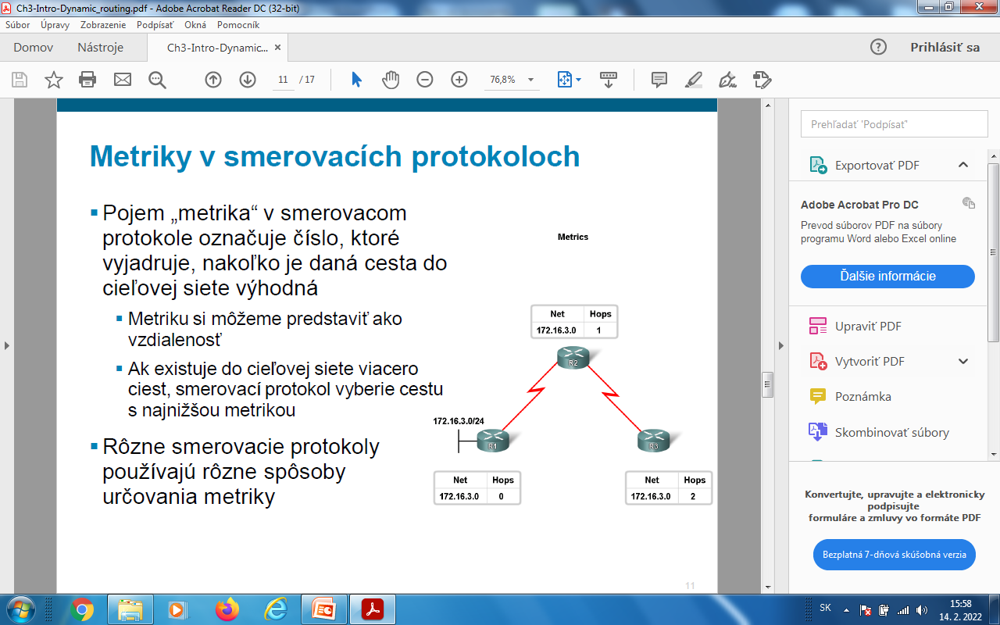 Ch3-Intro-Dynamic_routing.pdf - Adobe Acrobat Reader DC (32-bit)
Súbor Úpravy Zobrazenie Podpísať Okná Pomocník
Domov Nástroje Ch3-Intro-Dynamic... × ? Prihlásiť sa
11 / 17 76,8%
Metriky v smerovacích protokoloch
Pojem „metrika“ v smerovacom
protokole označuje číslo, ktoré
vyjadruje, nakoľko je daná cesta do
cieľovej siete výhodná
Metriku si môžeme predstaviť ako
vzdialenosť
Ak existuje do cieľovej siete viacero
ciest, smerovací protokol vyberie cestu
s najnižšou metrikou
Rôzne smerovacie protokoly
používajú rôzne spôsoby
určovania metriky
Metrics
Net Hops
172.16.3.0 1
R2
172.16.3.0/24
R1
R3
Net Hops
172.16.3.0 0
Net Hops
172.16.3.0 2
11
Prehľadať 'Podpísať'
Exportovať PDF
Adobe Acrobat Pro DC
Prevod súborov PDF na súbory
programu Word alebo Excel online
Ďalšie informácie
Upraviť PDF
Vytvoriť PDF
Poznámka
Skombinovať súbory
Konvertujte, upravujte a elektronicky
podpisujte
formuláre a zmluvy vo formáte PDF
Bezplatná 7-dňová skúšobná verzia
SK
15:58
14. 2. 2022